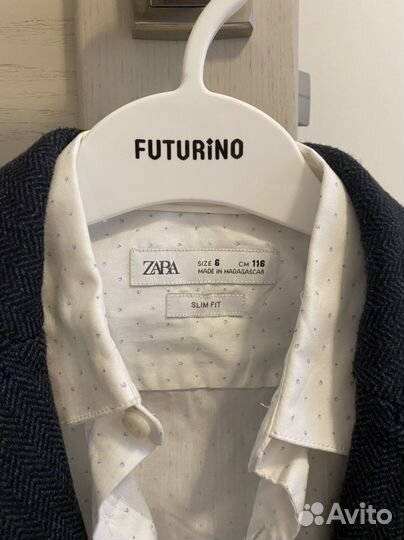 FUTURiNO
ZARA
SIZE 6 CM 116
MADE IN MADAGASCAR
SLIM FIT
Avito